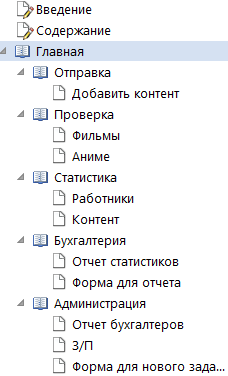 Введение
Содержание
Главная
Отправка
Добавить контент
Проверка
Фильмы
Аниме
Статистика
Работники
Контент
Бухгалтерия
Отчет статистиков
Форма для отчета
Администрация
Отчет бухгалтеров
З/П
Форма для нового зада...